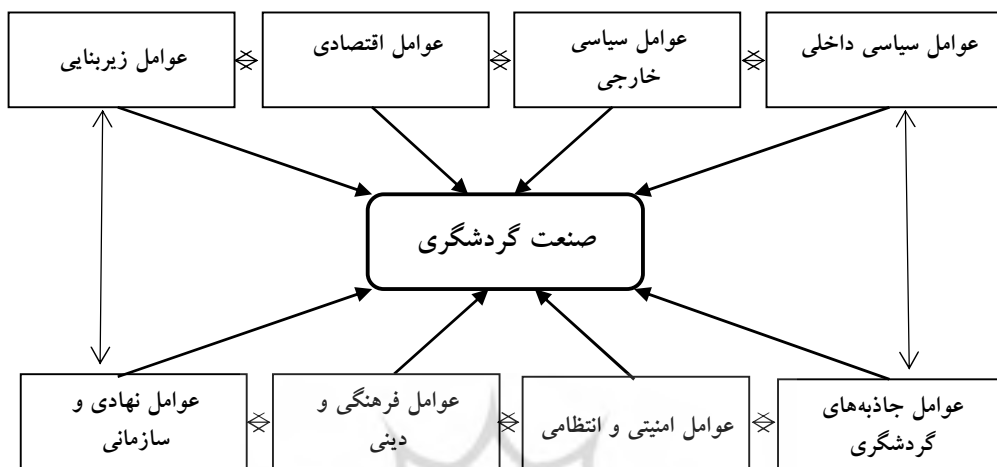 عوامل سیاسی داخلی
عوامل سیاسی
خارجی
عوامل اقتصادی
عوامل زیربنایی
صنعت گردشگری
عوامل جاذبه‌های
گردشگری
عوامل امنیتی و انتظامی
عوامل فرهنگی و
دینی
عوامل نهادی و
سازمانی